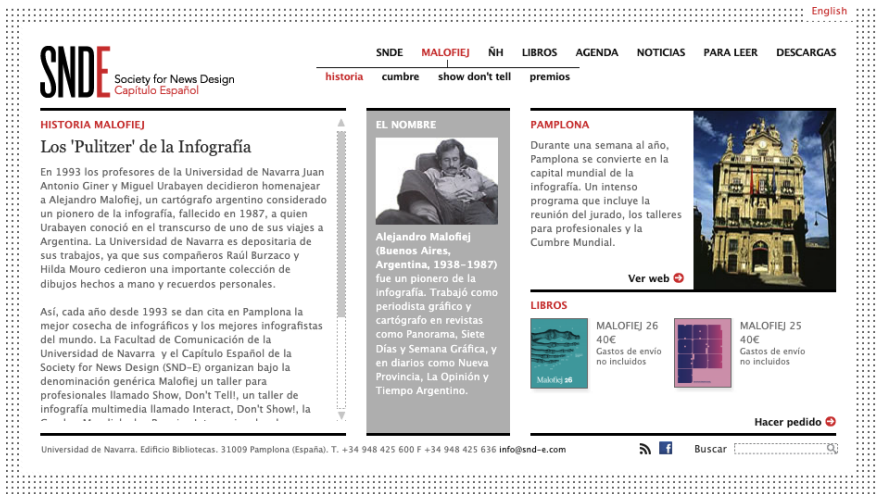 English
SNDE
Society for News Design
Capítulo Español
SNDE MALOFIEJ ÑH LIBROS AGENDA NOTICIAS PARA LEER DESCARGAS
historia cumbre show don't tell premios
HISTORIA MALOFIEJ
Los 'Pulitzer' de la Infografía
En 1993 los profesores de la Universidad de Navarra Juan
Antonio Giner y Miguel Urabayen decidieron homenajear
a Alejandro Malofiej, un cartógrafo argentino considerado
un pionero de la infografía, fallecido en 1987, a quien
Urabayen conoció en el transcurso de uno de sus viajes a
Argentina. La Universidad de Navarra es depositaria de
sus trabajos, ya que sus compañeros Raúl Burzaco y
Hilda Mouro cedieron una importante colección de
dibujos hechos a mano y recuerdos personales.
Así, cada año desde 1993 se dan cita en Pamplona la
mejor cosecha de infográficos y los mejores infografistas
del mundo. La Facultad de Comunicación de la
Universidad de Navarra y el Capítulo Español de la
Society for News Design (SND-E) organizan bajo la
denominación genérica Malofiej un taller para
profesionales llamado Show, Don't Tell!, un taller de
infografía multimedia llamado Interact, Don't Show!, la
EL NOMBRE
Alejandro Malofiej
(Buenos Aires,
Argentina, 1938-1987)
fue un pionero de la
infografía. Trabajó como
periodista gráfico y
cartógrafo en revistas
como Panorama, Siete
Días y Semana Gráfica, y
en diarios como Nueva
Provincia, La Opinión y
Tiempo Argentino.
PAMPLONA
Durante una semana al año,
Pamplona se convierte en la
capital mundial de la
infografía. Un intenso
programa que incluye la
reunión del jurado, los talleres
para profesionales y la
Cumbre Mundial.
Ver web
LIBROS
Malofiej 26
MALOFIEJ 26
40€
Gastos de envío
no incluidos
MALOFIEJ 25
40€
Gastos de envío
no incluidos
Hacer pedido
Universidad de Navarra. Edificio Bibliotecas. 31009 Pamplona (España). T. +34 948 425 600 F +34 948 425 636 info@snd-e.com
Buscar